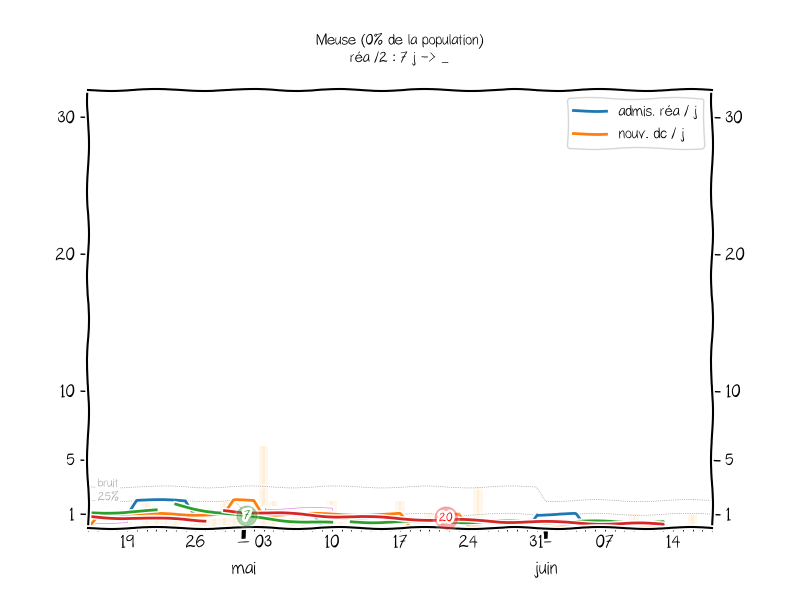 Meuse (0% de la population)
réa /2 : 7 j -> _
admis. réa / j
nouv. dc / j
30 30
20 20
10 10
5 5
1 1
bruit
25%
7
20
19 26 03 10 17 24 31 07 14
mai juin